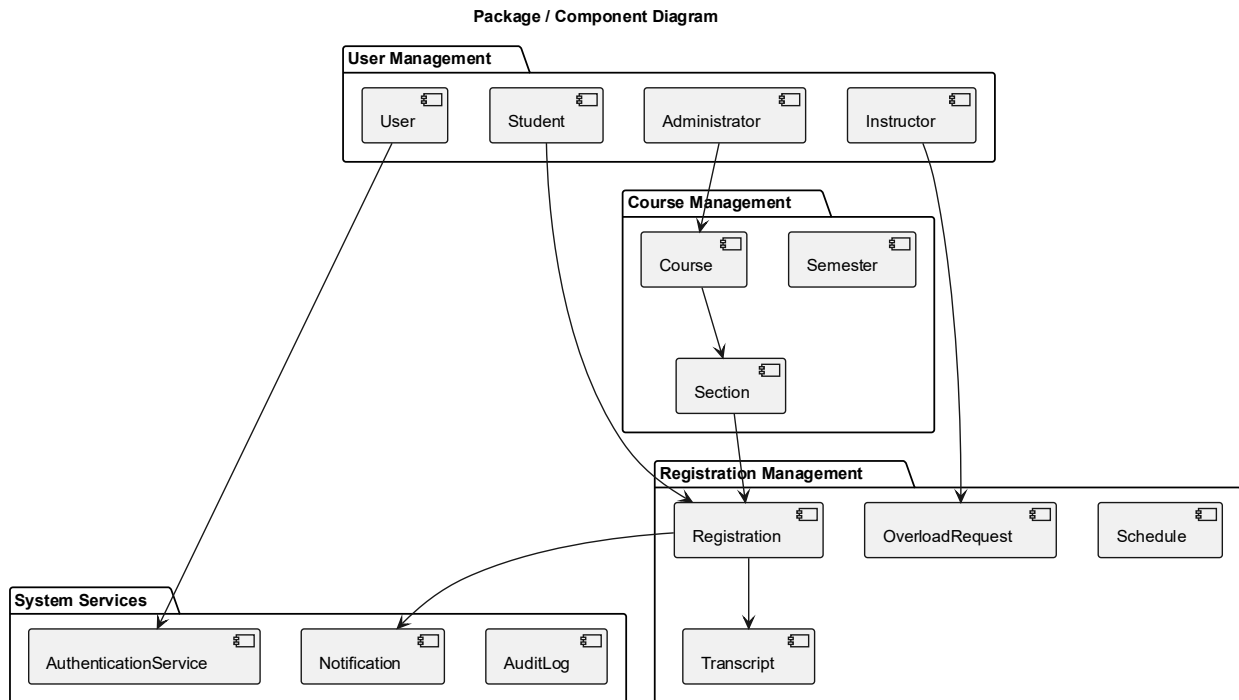 Package / Component Diagram
User Management
User
Student
Administrator
Instructor
Course Management
Course
Semester
Section
Registration Management
Registration
OverloadRequest
Schedule
System Services
AuthenticationService
Notification
AuditLog
Transcript